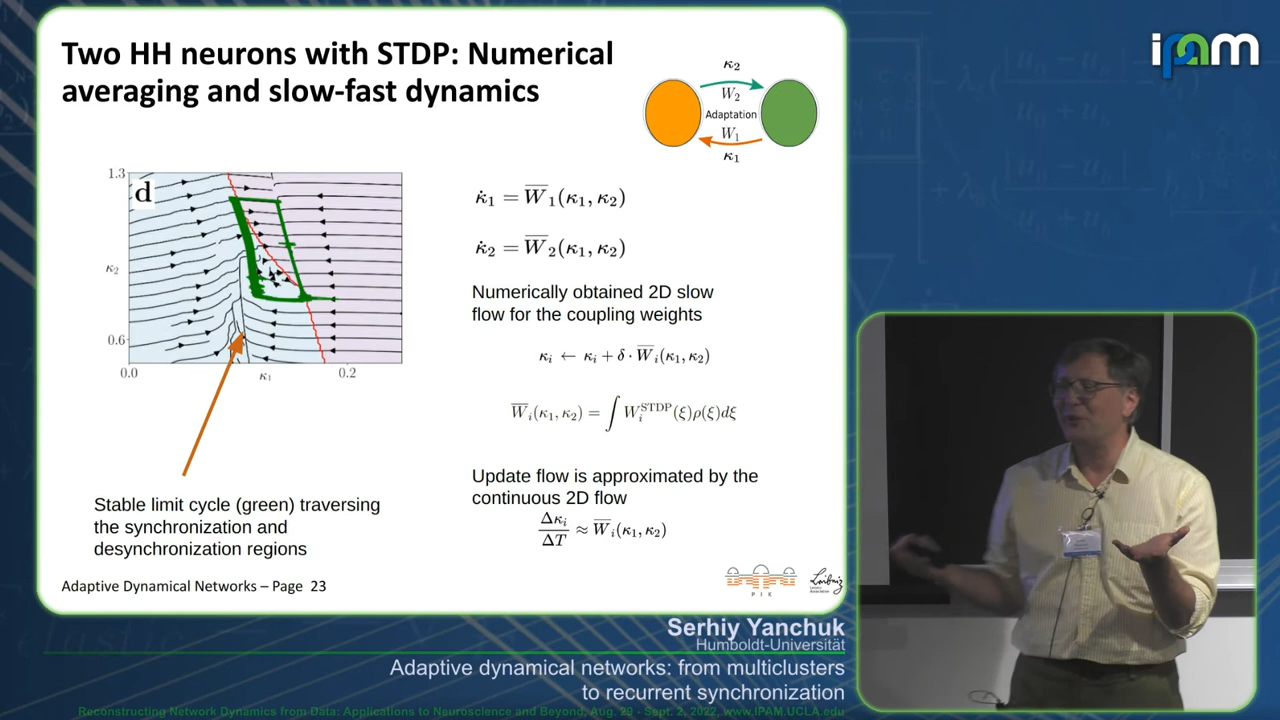 Two HH neurons with STDP: Numerical
averaging and slow-fast dynamics
κ₂
W₂
Adaptation
W₁
κ₁
1.3
d
κ₂
0.6
0.0
κ₁
0.2
κ̇₁ = W̅₁(κ₁, κ₂)
κ̇₂ = W̅₂(κ₁, κ₂)
Numerically obtained 2D slow
flow for the coupling weights
κᵢ ← κᵢ + δ · W̅ᵢ(κ₁, κ₂)
W̅ᵢ(κ₁, κ₂) = ∫ Wᵢ^STDP(ξ)ρ(ξ)dξ
Update flow is approximated by the
continuous 2D flow
Δκᵢ/ΔT ≈ W̅ᵢ(κ₁, κ₂)
Stable limit cycle (green) traversing
the synchronization and
desynchronization regions
Adaptive Dynamical Networks – Page 23
P I K
Leibniz
ipam
Serhiy Yanchuk
Humboldt-Universität
Adaptive dynamical networks: from multiclusters
to recurrent synchronization
Reconstructing Network Dynamics from Data: Applications to Neuroscience and Beyond, Aug. 29 - Sept. 2, 2022, www.IPAM.UCLA.edu